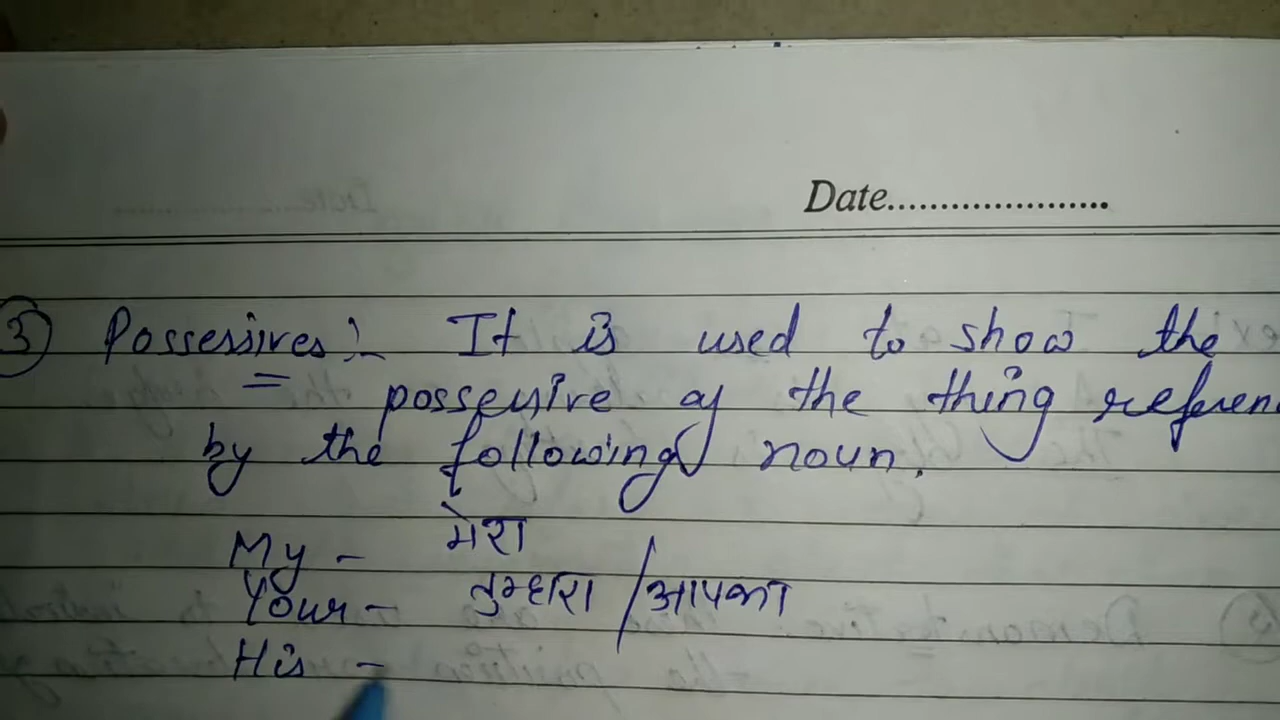 Date.....................
③ Possessives:- It is used to show the
possessive of the thing referen
by the following noun.
My - मेरा
Your - तुम्हारा / आपका
His -